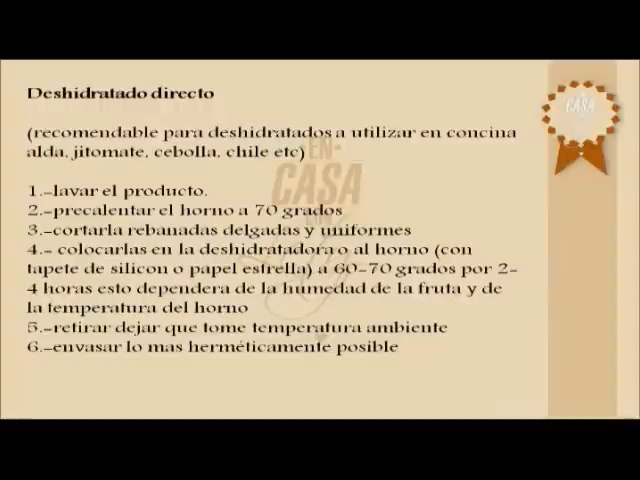 Deshidratado directo
(recomendable para deshidratados a utilizar en concina
alda, jitomate, cebolla, chile etc)
1.-lavar el producto.
2.-precalentar el horno a 70 grados
3.-cortarla rebanadas delgadas y uniformes
4.- colocarlas en la deshidratadora o al horno (con
tapete de silicon o papel estrella) a 60-70 grados por 2-
4 horas esto dependera de la humedad de la fruta y de
la temperatura del horno
5.-retirar dejar que tome temperatura ambiente
6.-envasar lo mas herméticamente posible
·EN·
CASA
CASA